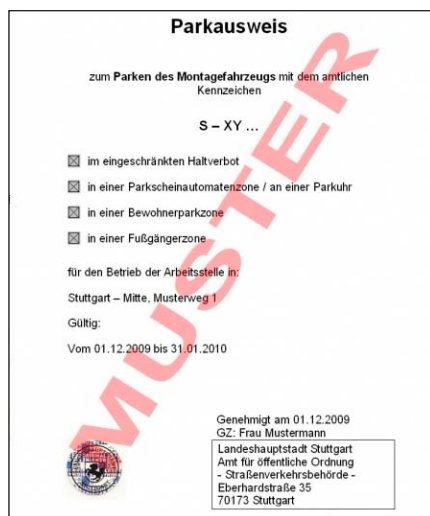 Parkausweis
zum Parken des Montagefahrzeugs mit dem amtlichen
Kennzeichen
S – XY ...
im eingeschränkten Haltverbot
in einer Parkscheinautomatenzone / an einer Parkuhr
in einer Bewohnerparkzone
in einer Fußgängerzone
für den Betrieb der Arbeitsstelle in:
Stuttgart – Mitte, Musterweg 1
Gültig:
Vom 01.12.2009 bis 31.01.2010
MUSTER
Genehmigt am 01.12.2009
GZ: Frau Mustermann
Landeshauptstadt Stuttgart
Amt für öffentliche Ordnung
- Straßenverkehrsbehörde -
Eberhardstraße 35
70173 Stuttgart